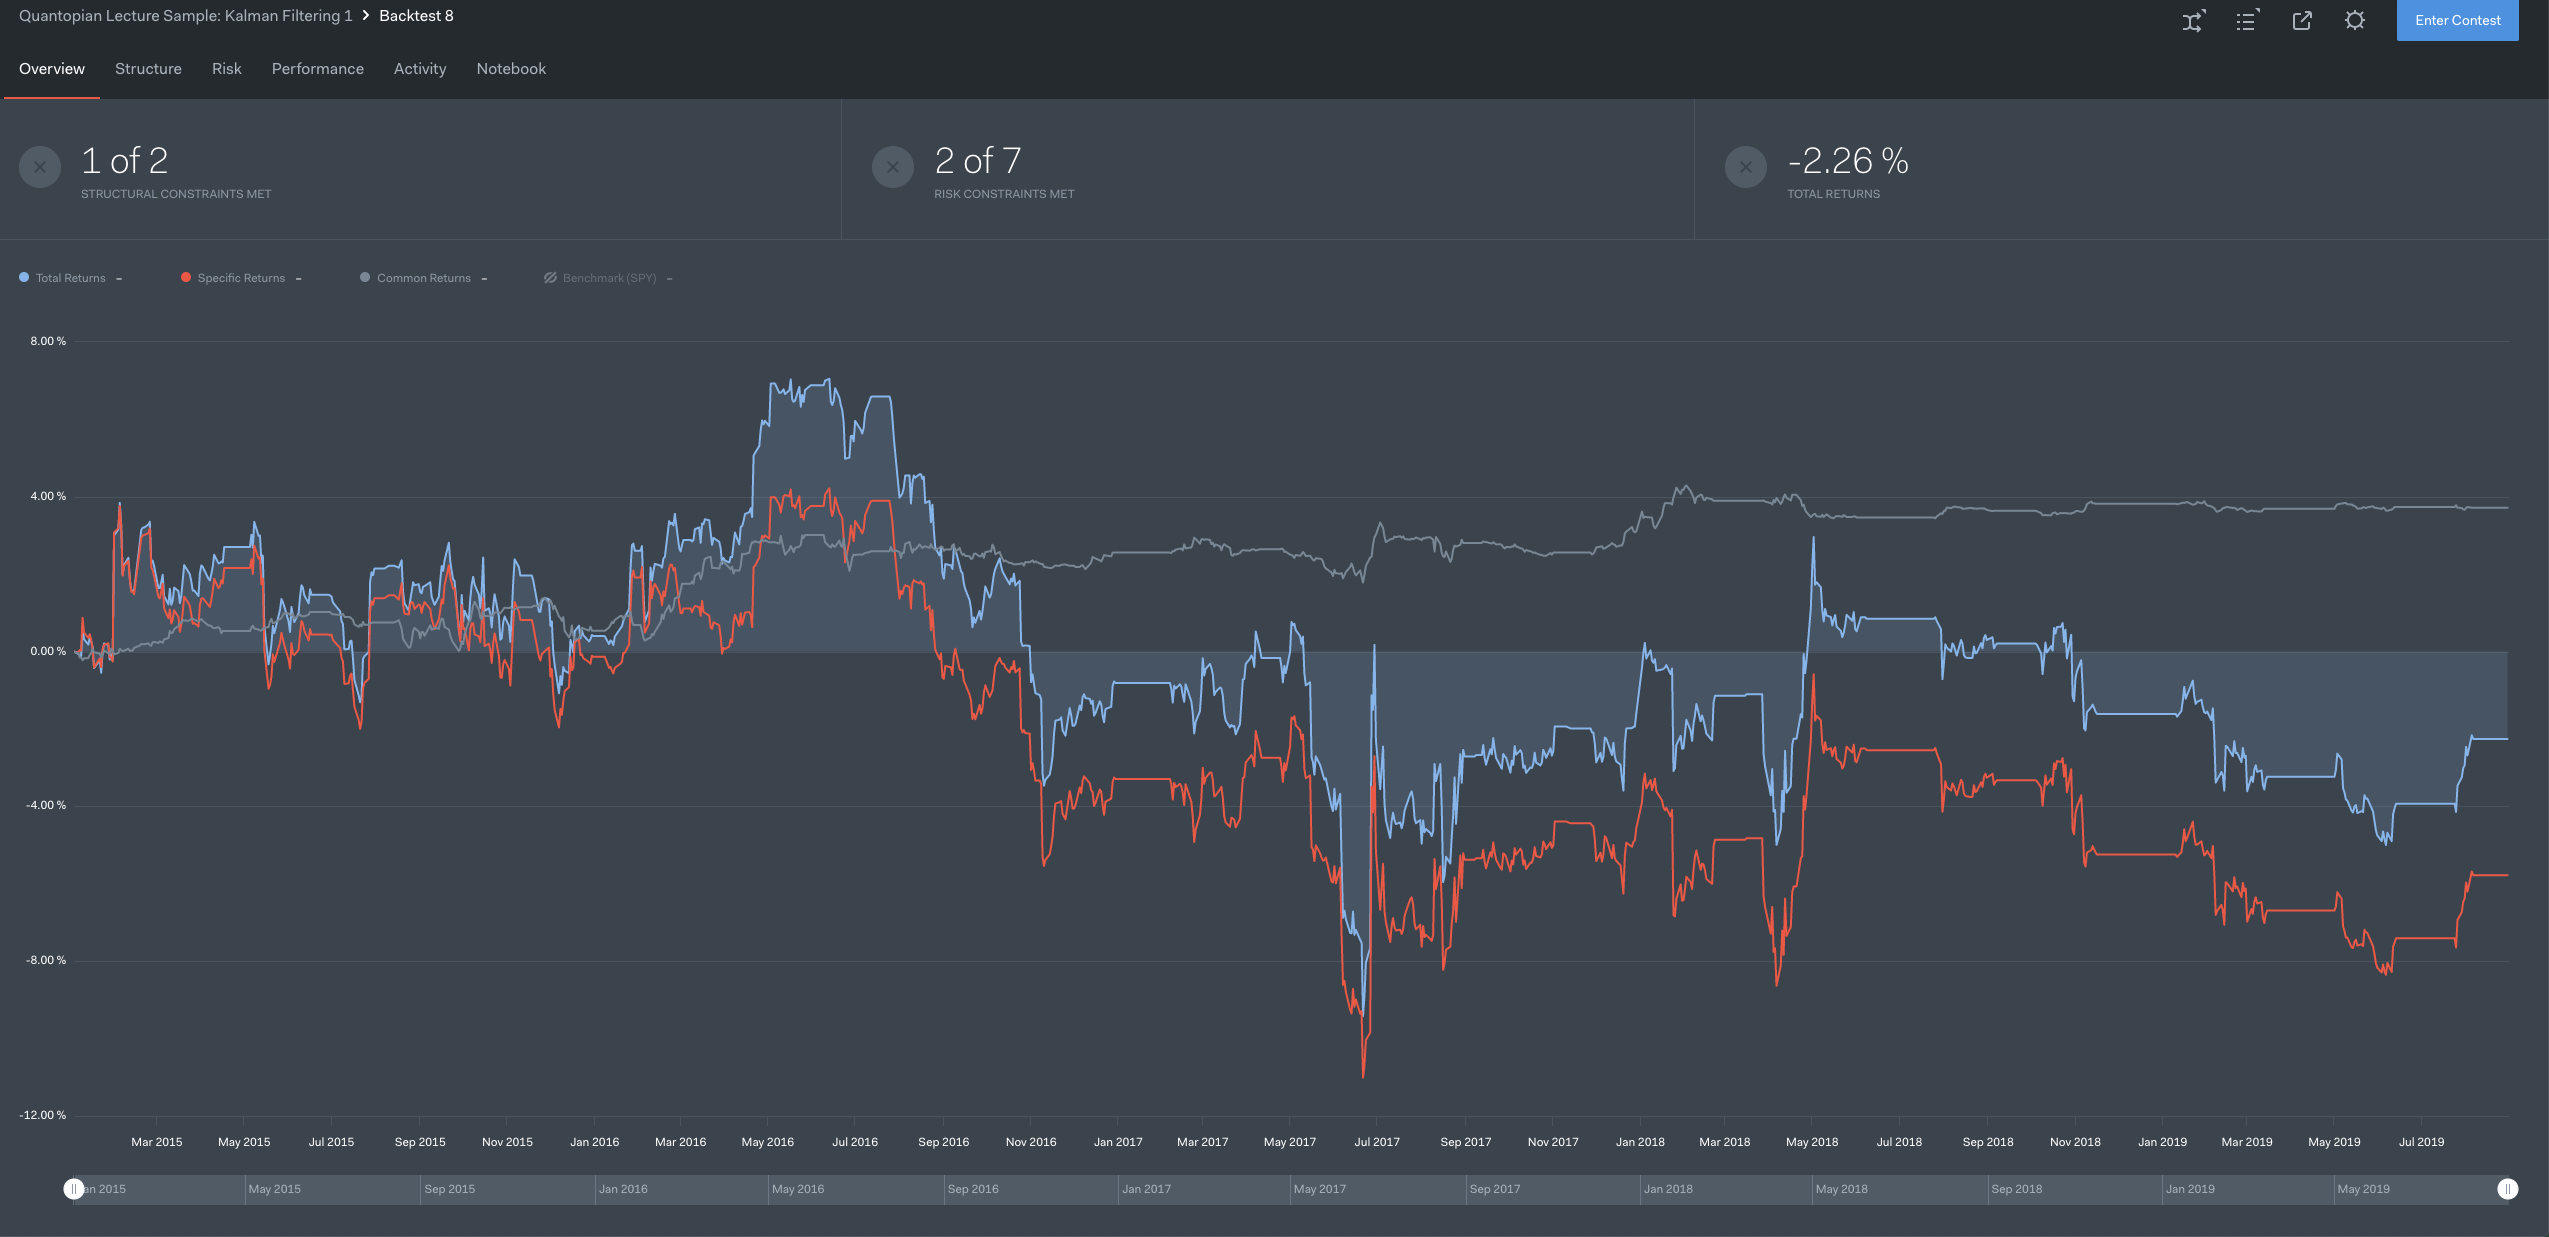 Quantopian Lecture Sample: Kalman Filtering 1 > Backtest 8
Enter Contest
Overview Structure Risk Performance Activity Notebook
1 of 2
STRUCTURAL CONSTRAINTS MET
2 of 7
RISK CONSTRAINTS MET
-2.26 %
TOTAL RETURNS
Total Returns – Specific Returns – Common Returns – Benchmark (SPY) –
8.00 %
4.00 %
0.00 %
-4.00 %
-8.00 %
-12.00 %
Mar 2015 May 2015 Jul 2015 Sep 2015 Nov 2015 Jan 2016 Mar 2016 May 2016 Jul 2016 Sep 2016 Nov 2016 Jan 2017 Mar 2017 May 2017 Jul 2017 Sep 2017 Nov 2017 Jan 2018 Mar 2018 May 2018 Jul 2018 Sep 2018 Nov 2018 Jan 2019 Mar 2019 May 2019 Jul 2019
an 2015 May 2015 Sep 2015 Jan 2016 May 2016 Sep 2016 Jan 2017 May 2017 Sep 2017 Jan 2018 May 2018 Sep 2018 Jan 2019 May 2019